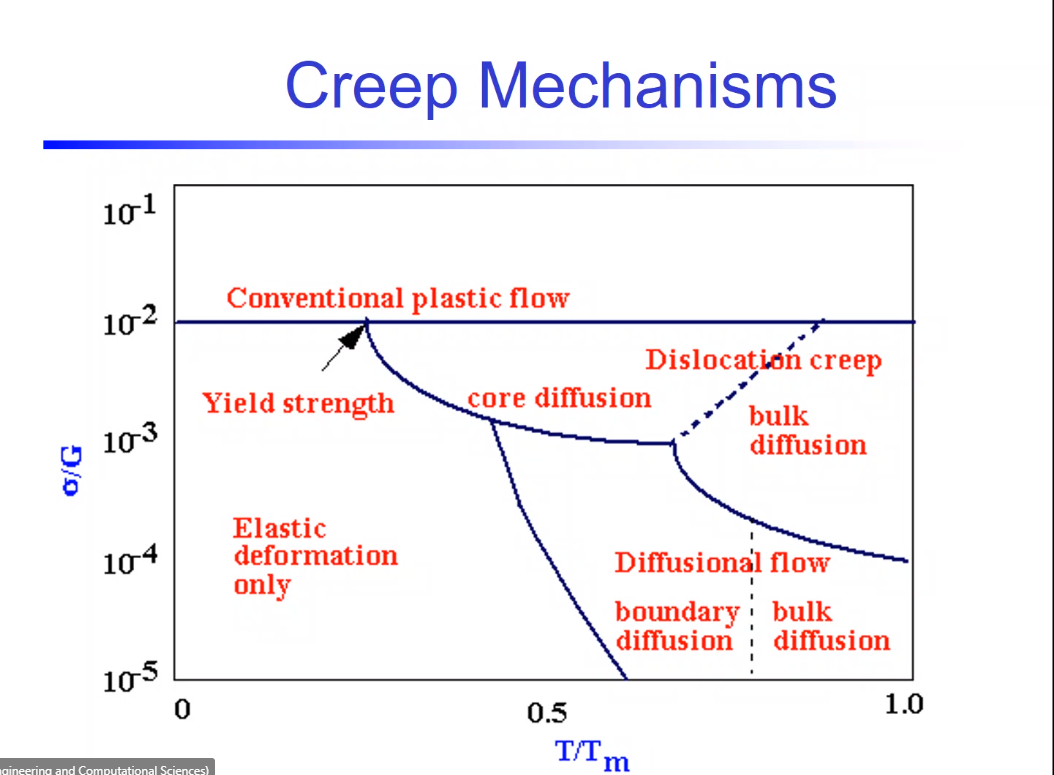 Creep Mechanisms
10-1
Conventional plastic flow
10-2
Dislocation creep
Yield strength
core diffusion
bulk
diffusion
10-3
σ/G
Elastic
deformation
only
10-4
Diffusional flow
boundary
diffusion
bulk
diffusion
10-5
0
0.5
1.0
T/Tm
gineering and Computational Sciences)